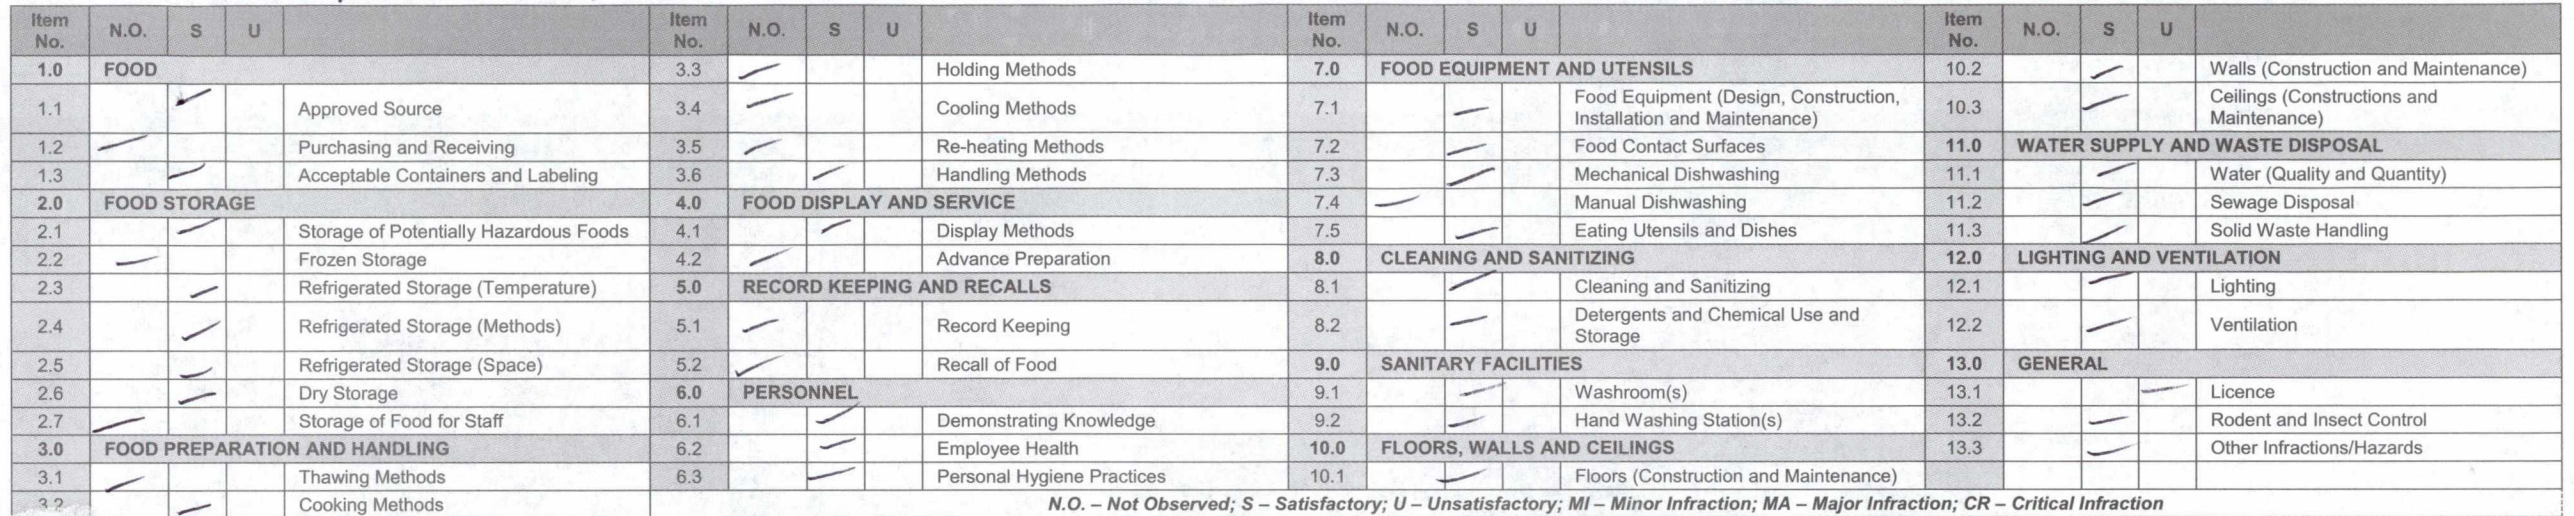 Item No. N.O. S U
1.0 FOOD
1.1 ✓ Approved Source
1.2 ✓ Purchasing and Receiving
1.3 ✓ Acceptable Containers and Labeling
2.0 FOOD STORAGE
2.1 ✓ Storage of Potentially Hazardous Foods
2.2 ✓ Frozen Storage
2.3 ✓ Refrigerated Storage (Temperature)
2.4 ✓ Refrigerated Storage (Methods)
2.5 ✓ Refrigerated Storage (Space)
2.6 ✓ Dry Storage
2.7 ✓ Storage of Food for Staff
3.0 FOOD PREPARATION AND HANDLING
3.1 ✓ Thawing Methods
3.2 ✓ Cooking Methods
Item No. N.O. S U
3.3 ✓ Holding Methods
3.4 ✓ Cooling Methods
3.5 ✓ Re-heating Methods
3.6 ✓ Handling Methods
4.0 FOOD DISPLAY AND SERVICE
4.1 ✓ Display Methods
4.2 ✓ Advance Preparation
5.0 RECORD KEEPING AND RECALLS
5.1 ✓ Record Keeping
5.2 ✓ Recall of Food
6.0 PERSONNEL
6.1 ✓ Demonstrating Knowledge
6.2 ✓ Employee Health
6.3 ✓ Personal Hygiene Practices
Item No. N.O. S U
7.0 FOOD EQUIPMENT AND UTENSILS
7.1 ✓ Food Equipment (Design, Construction,
Installation and Maintenance)
7.2 ✓ Food Contact Surfaces
7.3 ✓ Mechanical Dishwashing
7.4 ✓ Manual Dishwashing
7.5 ✓ Eating Utensils and Dishes
8.0 CLEANING AND SANITIZING
8.1 ✓ Cleaning and Sanitizing
8.2 ✓ Detergents and Chemical Use and
Storage
9.0 SANITARY FACILITIES
9.1 ✓ Washroom(s)
9.2 ✓ Hand Washing Station(s)
10.0 FLOORS, WALLS AND CEILINGS
10.1 ✓ Floors (Construction and Maintenance)
Item No. N.O. S U
10.2 ✓ Walls (Construction and Maintenance)
10.3 ✓ Ceilings (Constructions and
Maintenance)
11.0 WATER SUPPLY AND WASTE DISPOSAL
11.1 ✓ Water (Quality and Quantity)
11.2 ✓ Sewage Disposal
11.3 ✓ Solid Waste Handling
12.0 LIGHTING AND VENTILATION
12.1 ✓ Lighting
12.2 ✓ Ventilation
13.0 GENERAL
13.1 ✓ Licence
13.2 ✓ Rodent and Insect Control
13.3 ✓ Other Infractions/Hazards
N.O. – Not Observed; S – Satisfactory; U – Unsatisfactory; MI – Minor Infraction; MA – Major Infraction; CR – Critical Infraction